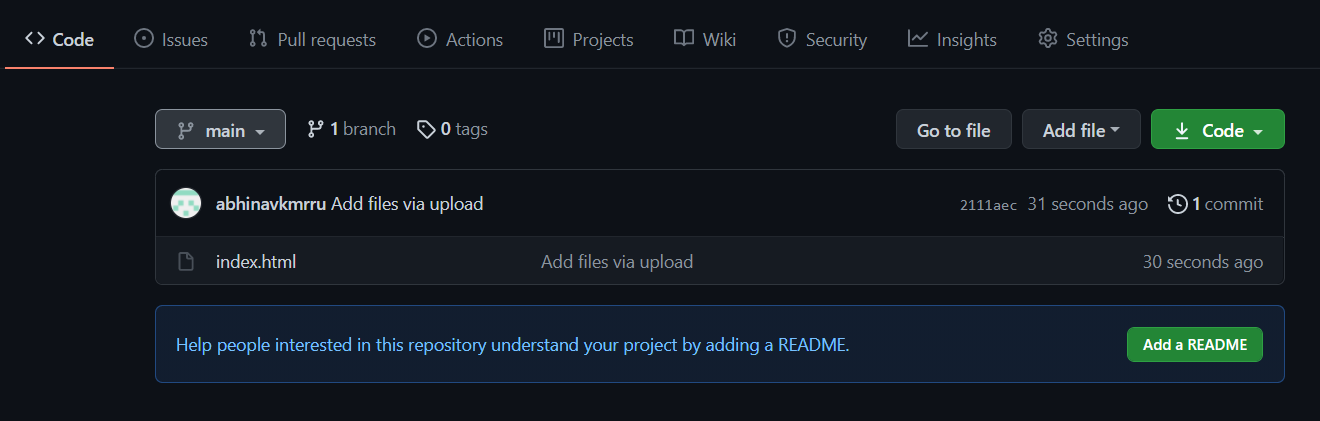 Code Issues Pull requests Actions Projects Wiki Security Insights Settings
main 1 branch 0 tags Go to file Add file Code
abhinavkmrru Add files via upload 2111aec 31 seconds ago 1 commit
index.html Add files via upload 30 seconds ago
Help people interested in this repository understand your project by adding a README. Add a README